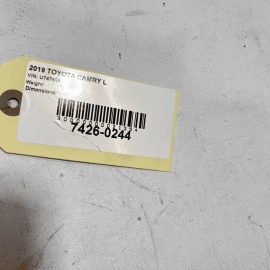 2019 TOYOTA CAMRY L
VIN:
Weight:
Dimensions:
7426-0244